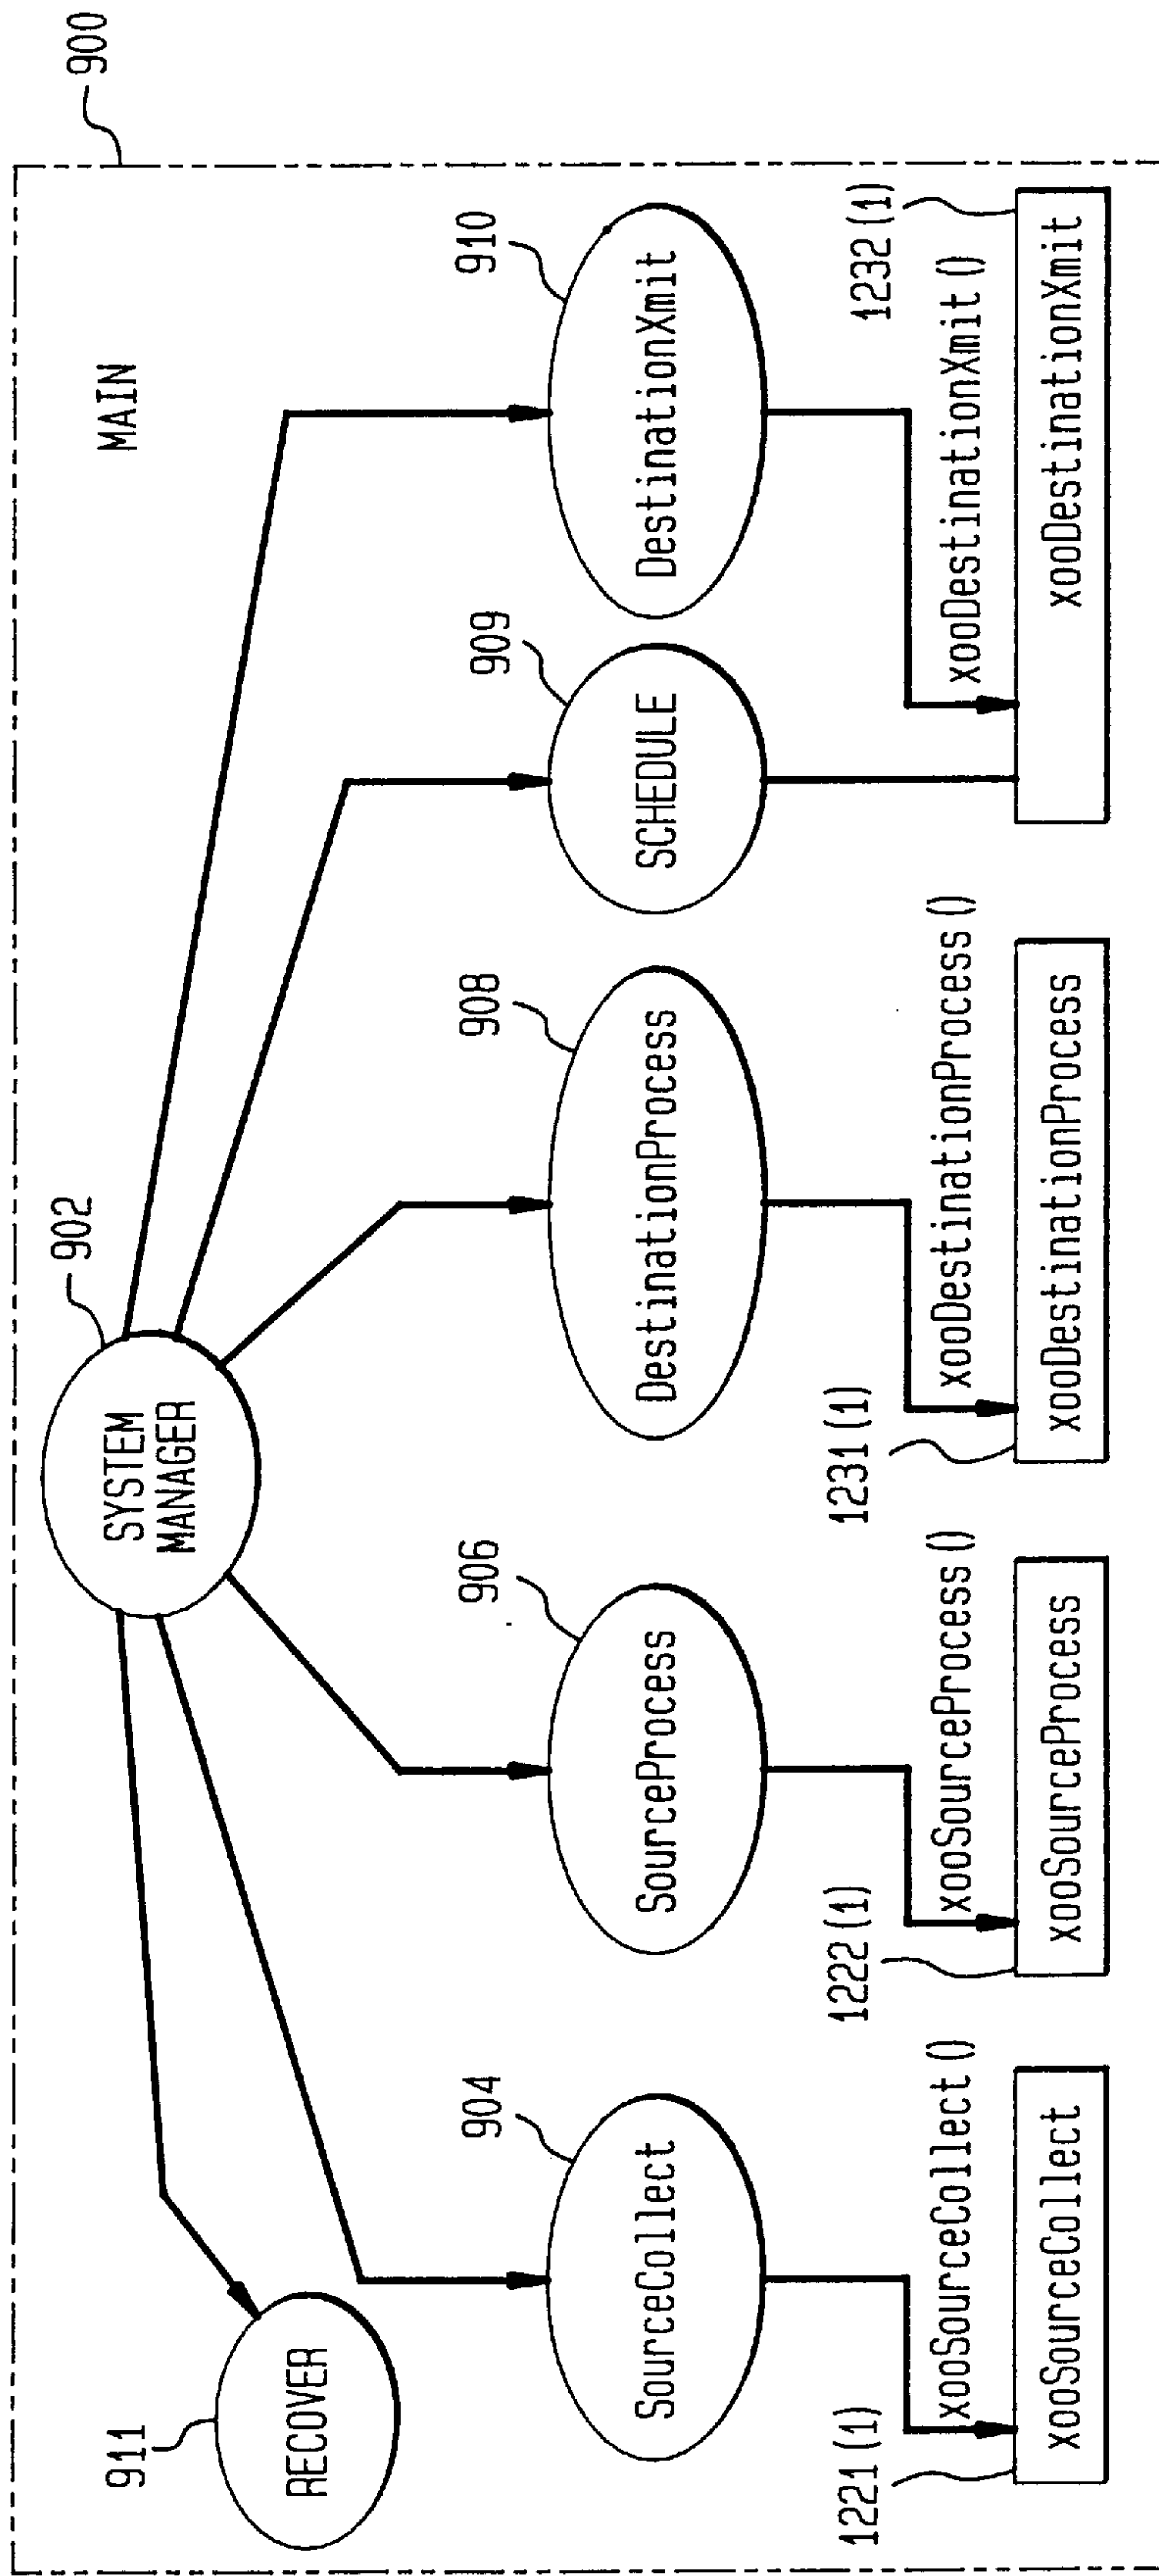 900
MAIN
902
SYSTEM
MANAGER
911
RECOVER
904
SourceCollect
906
SourceProcess
908
DestinationProcess
909
SCHEDULE
910
DestinationXmit
1221 (1)
xooSourceCollect ()
xooSourceCollect
1222 (1)
xooSourceProcess ()
xooSourceProcess
1231 (1)
xooDestinationProcess ()
xooDestinationProcess
1232 (1)
xooDestinationXmit ()
xooDestinationXmit